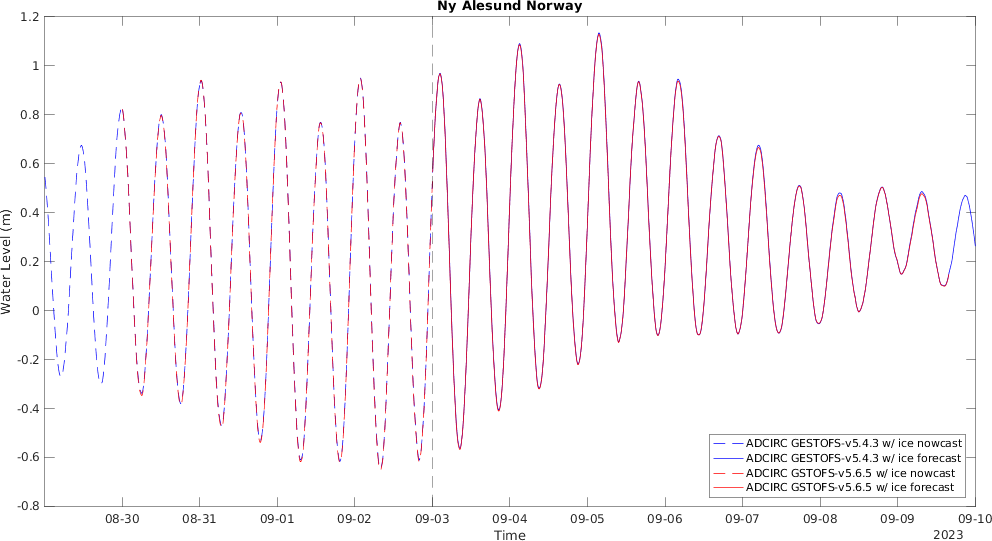 Ny Alesund Norway
1.2
1
0.8
0.6
0.4
0.2
0
-0.2
-0.4
-0.6
-0.8
Water Level (m)
ADCIRC GESTOFS-v5.4.3 w/ ice nowcast
ADCIRC GESTOFS-v5.4.3 w/ ice forecast
ADCIRC GSTOFS-v5.6.5 w/ ice nowcast
ADCIRC GSTOFS-v5.6.5 w/ ice forecast
08-30 08-31 09-01 09-02 09-03 09-04 09-05 09-06 09-07 09-08 09-09 09-10
Time
2023